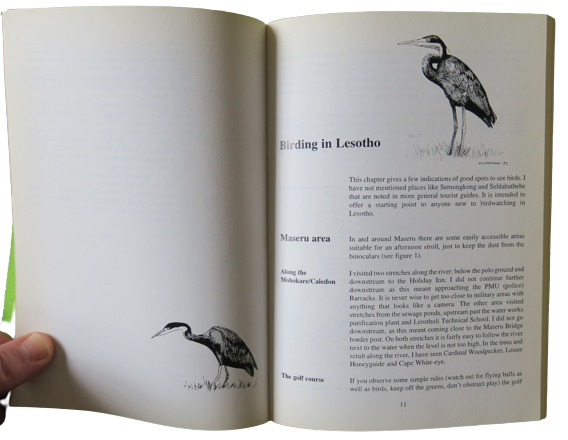 Birding in Lesotho
This chapter gives a few indications of good spots to see birds. I
have not mentioned places like Semongkong and Sehlabathebe
that are noted in more general tourist guides. It is intended to
offer a starting point to anyone new to birdwatching in
Lesotho.
Maseru area
In and around Maseru there are some easily accessible areas
suitable for an afternoon stroll, just to keep the dust from the
binoculars (see figure 1).
Along the
Mohokare/Caledon
I visited two stretches along the river: below the polo ground and
downstream to the Holiday Inn. I did not continue further
downstream as this meant approaching the PMU (police)
Barracks. It is never wise to get too close to military areas with
anything that looks like a camera. The other area visited
stretches from the sewage ponds, upstream past the water works
purification plant and Lerotholi Technical School. I did not go
downstream, as this meant coming close to the Maseru Bridge
border post. On both stretches it is fairly easy to follow the river
next to the water when the level is not too high. In the trees and
scrub along the river, I have seen Cardinal Woodpecker, Lesser
Honeyguide and Cape White-eye.
The golf course
If you observe some simple rules (watch out for flying balls as
well as birds, keep off the greens, don't obstruct play) the golf
11